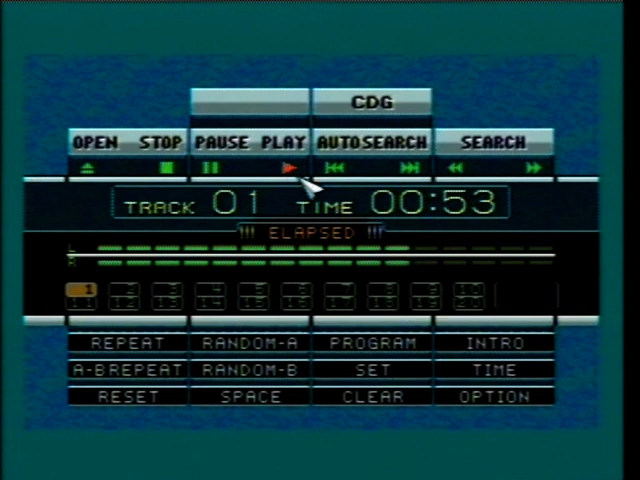 CDG
OPEN STOP PAUSE PLAY AUTOSEARCH SEARCH
TRACK 01 TIME 00:53
ELAPSED
L
R
1 2 3 4 5 6 7 8 9 10
11 12 13 14 15 16 17 18 19 20
REPEAT RANDOM-A PROGRAM INTRO
A-BREPEAT RANDOM-B SET TIME
RESET SPACE CLEAR OPTION